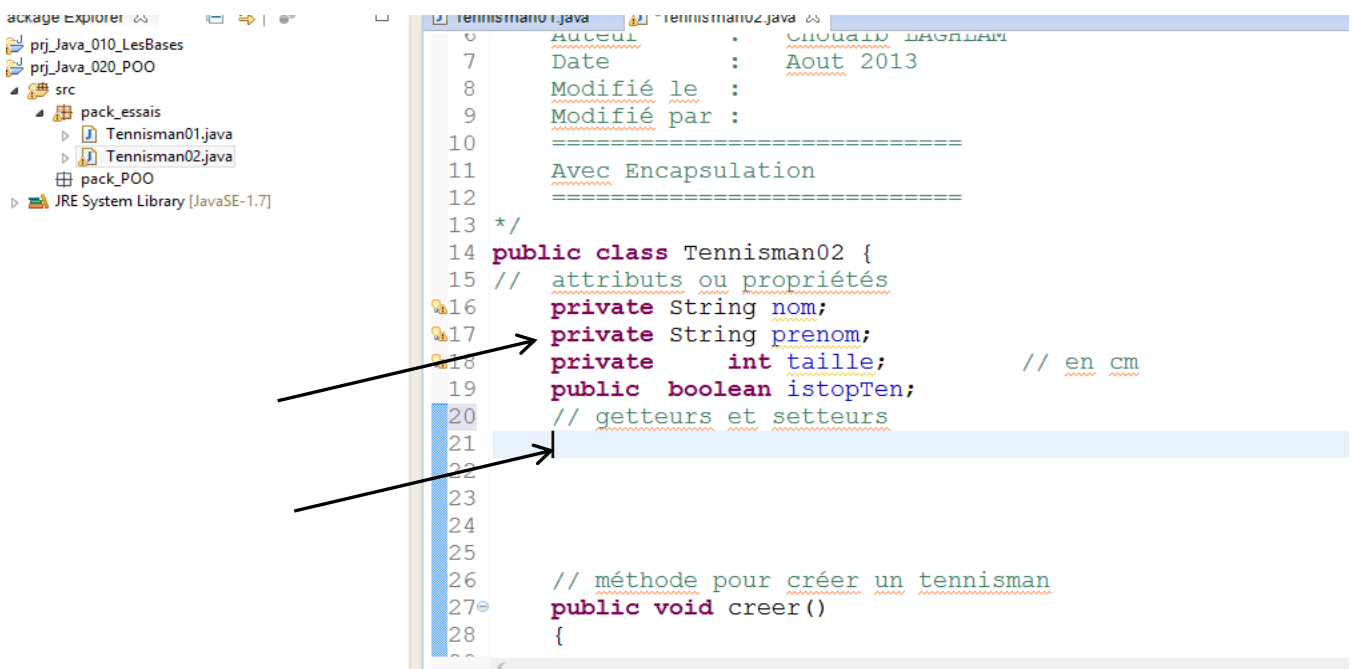 ackage Explorer
prj_Java_010_LesBases
prj_Java_020_POO
src
pack_essais
Tennisman01.java
Tennisman02.java
pack_POO
JRE System Library [JavaSE-1.7]
Tennisman01.java *Tennisman02.java
6 Auteur : Chouaib LAGHLAM
7 Date : Aout 2013
8 Modifié le :
9 Modifié par :
10 ============================
11 Avec Encapsulation
12 ============================
13 */
14 public class Tennisman02 {
15 // attributs ou propriétés
16 private String nom;
17 private String prenom;
18 private int taille; // en cm
19 public boolean istopTen;
20 // getteurs et setteurs
21
22
23
24
25
26 // méthode pour créer un tennisman
27 public void creer()
28 {